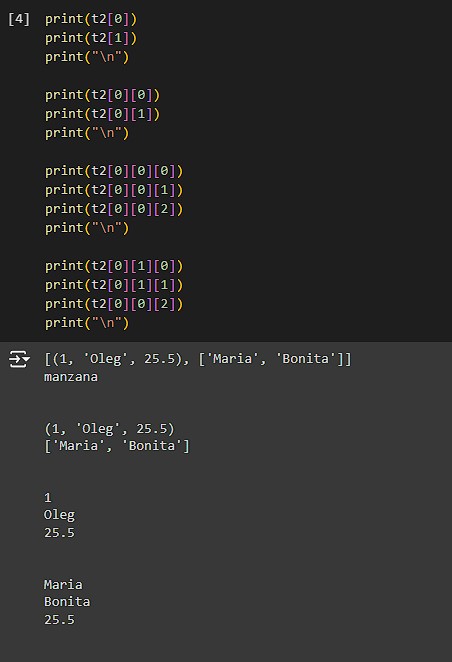 [4] print(t2[0])
print(t2[1])
print("\n")
print(t2[0][0])
print(t2[0][1])
print("\n")
print(t2[0][0][0])
print(t2[0][0][1])
print(t2[0][0][2])
print("\n")
print(t2[0][1][0])
print(t2[0][1][1])
print(t2[0][0][2])
print("\n")
[(1, 'Oleg', 25.5), ['Maria', 'Bonita']]
manzana
(1, 'Oleg', 25.5)
['Maria', 'Bonita']
1
Oleg
25.5
Maria
Bonita
25.5